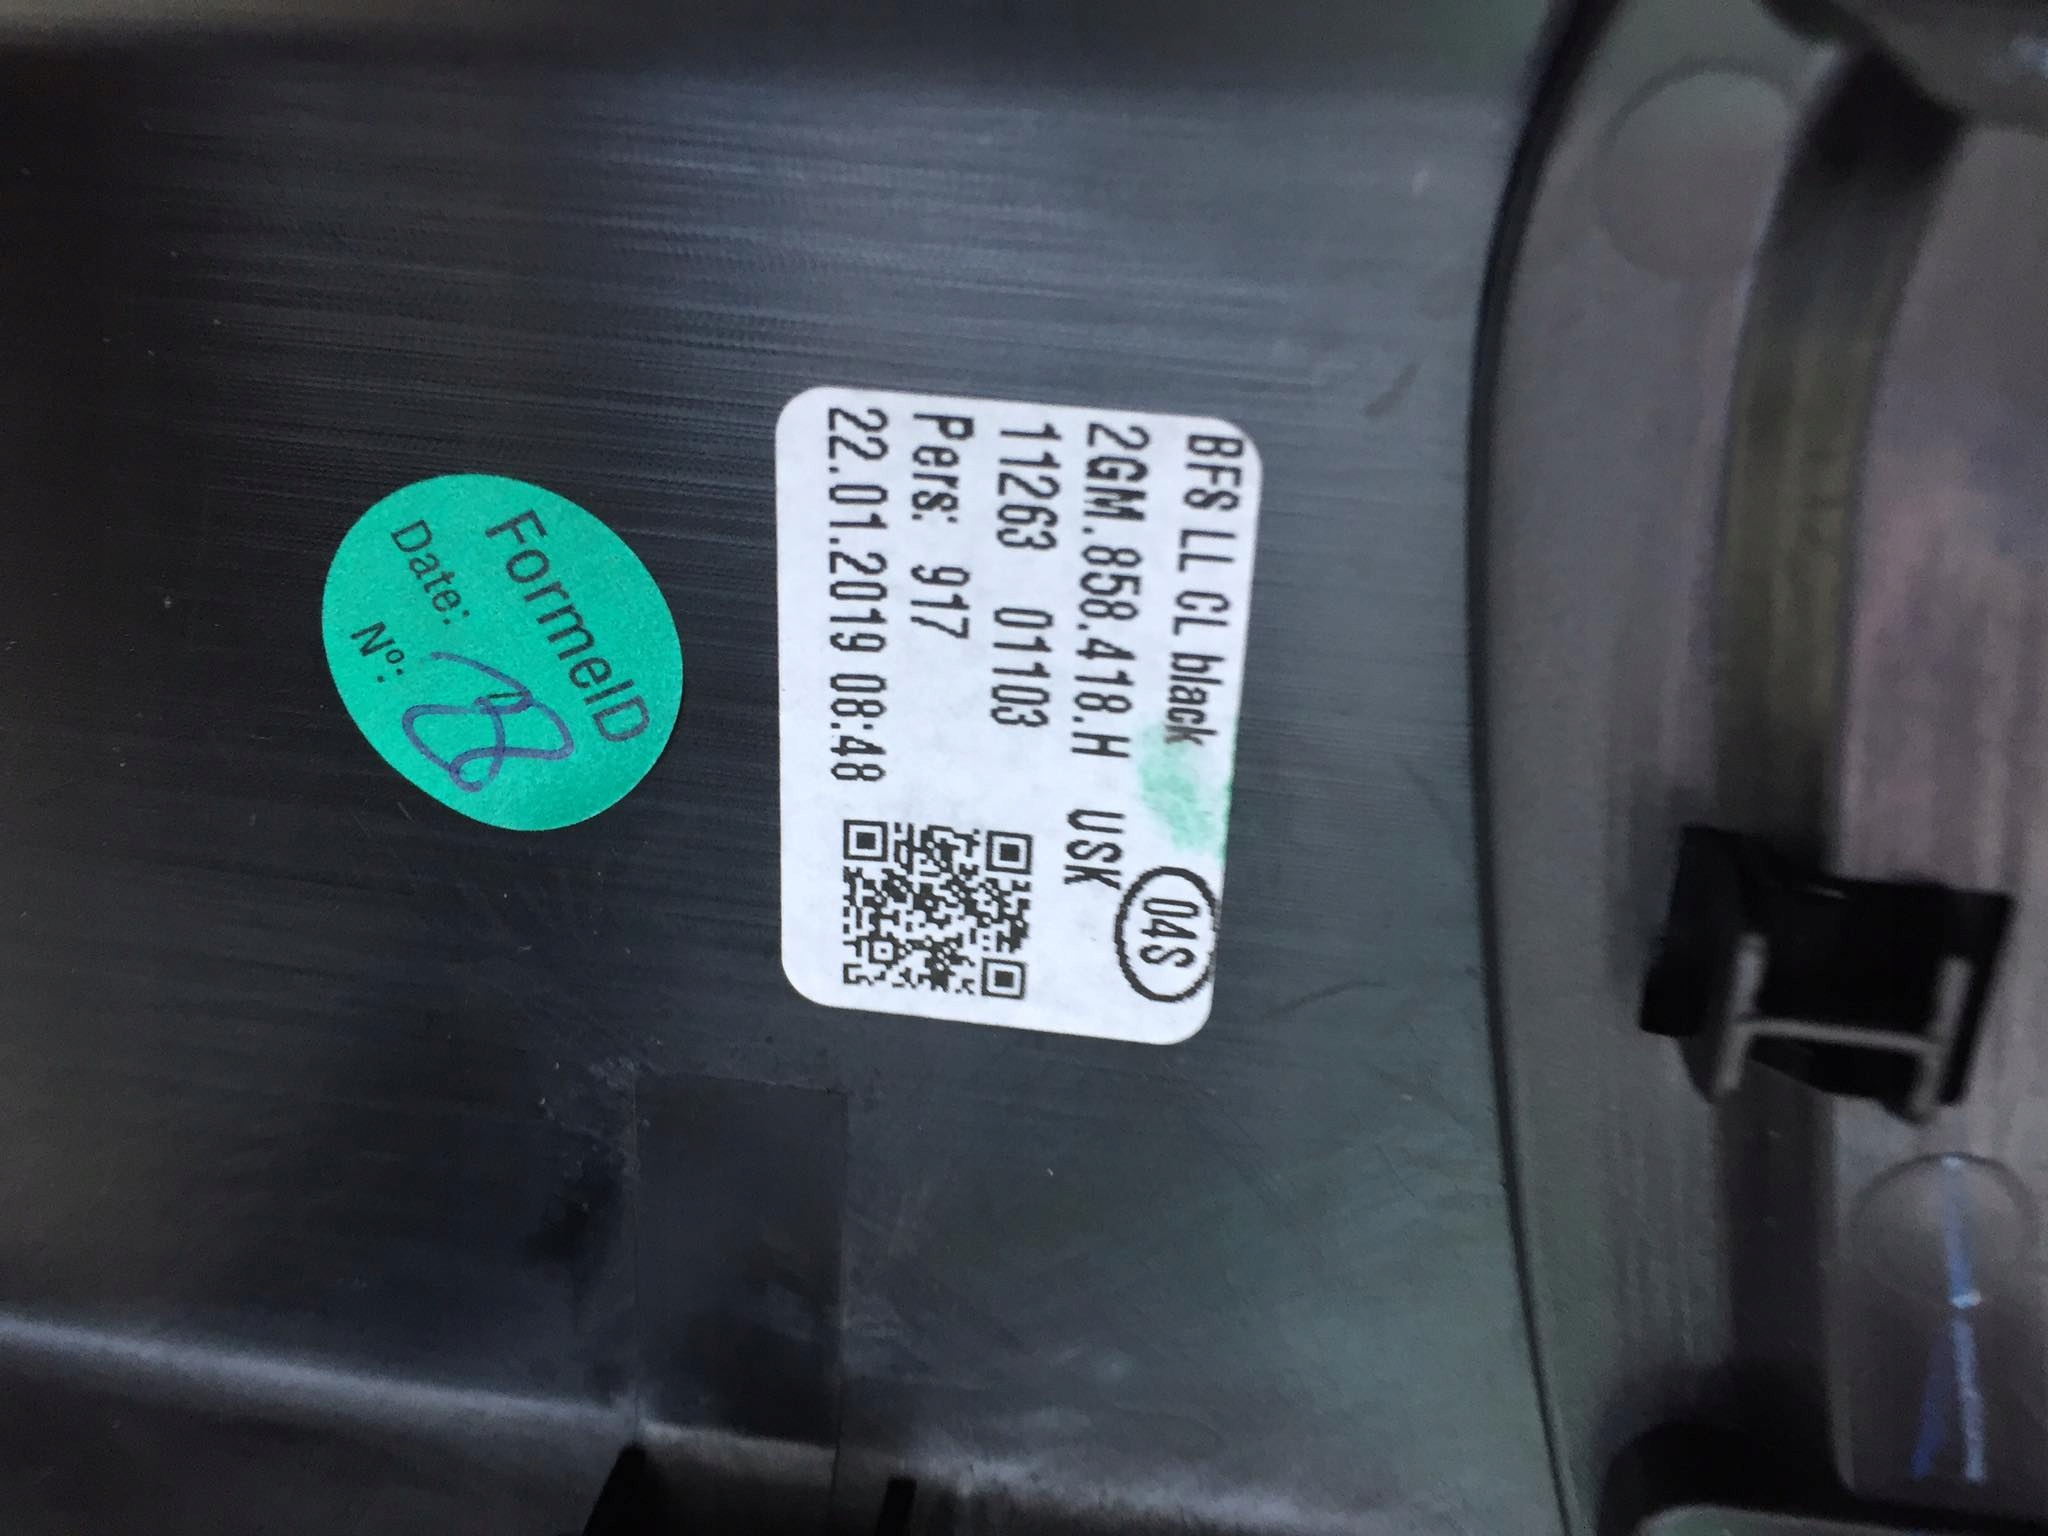 BFS LL CL black
04S
2GM.858.418.H USK
11263 01103
Pers: 917
22.01.2019 08:48
FormelD
Date:
Nº: